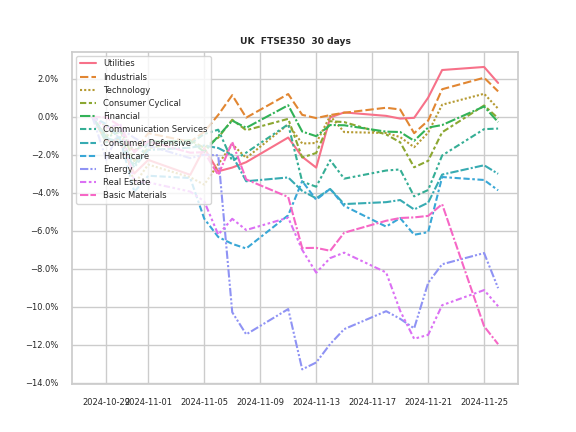 UK FTSE350 30 days
Utilities
Industrials
Technology
Consumer Cyclical
Financial
Communication Services
Consumer Defensive
Healthcare
Energy
Real Estate
Basic Materials
2.0%
0.0%
−2.0%
−4.0%
−6.0%
−8.0%
−10.0%
−12.0%
−14.0%
2024-10-29 2024-11-01 2024-11-05 2024-11-09 2024-11-13 2024-11-17 2024-11-21 2024-11-25